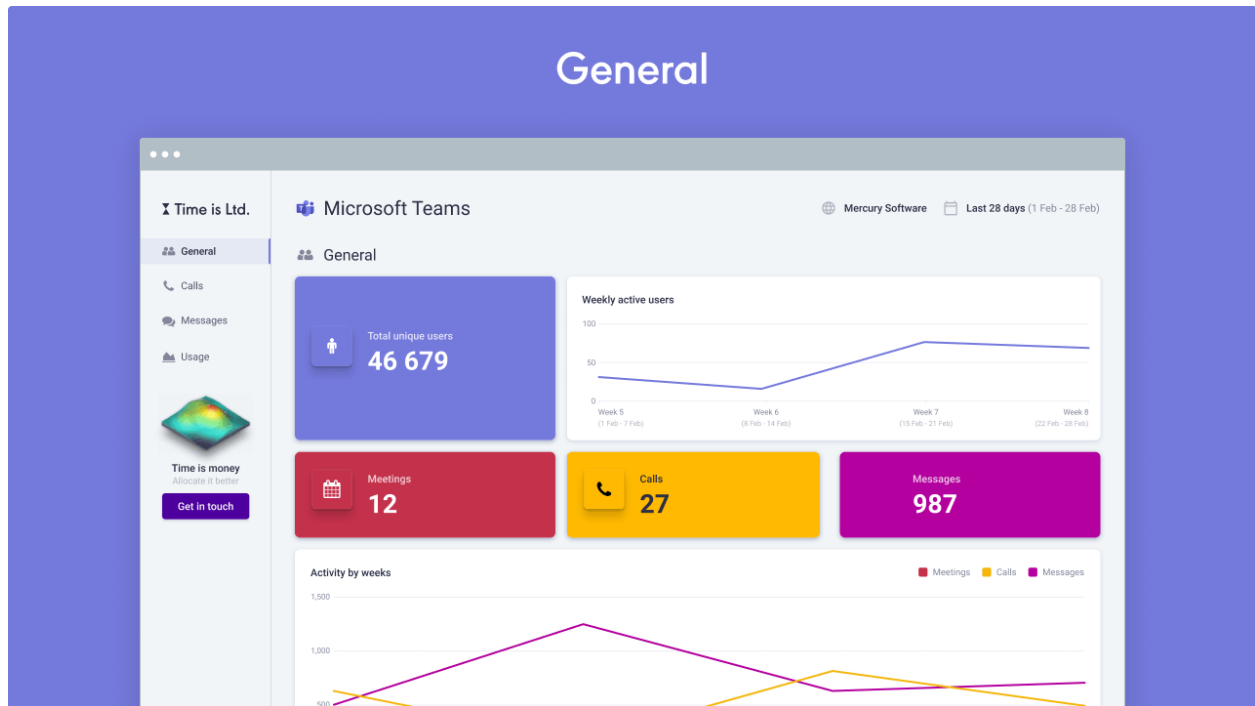 General
Time is Ltd.
Microsoft Teams
Mercury Software
Last 28 days (1 Feb - 28 Feb)
General
Calls
Messages
Usage
Time is money
Allocate it better
Get in touch
General
Total unique users
46 679
Weekly active users
100
50
0
Week 5
(1 Feb - 7 Feb)
Week 6
(8 Feb - 14 Feb)
Week 7
(15 Feb - 21 Feb)
Week 8
(22 Feb - 28 Feb)
Meetings
12
Calls
27
Messages
987
Activity by weeks
Meetings
Calls
Messages
1,500
1,000
500